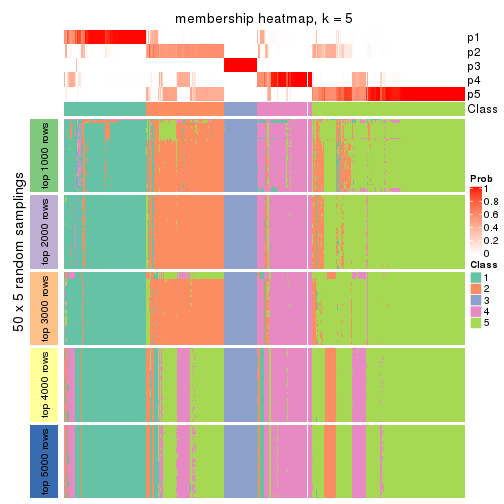 membership heatmap, k = 5
p1
p2
p3
p4
p5
Class
50 x 5 random samplings
top 1000 rows
top 2000 rows
top 3000 rows
top 4000 rows
top 5000 rows
Prob
1
0.8
0.6
0.4
0.2
0
Class
1
2
3
4
5